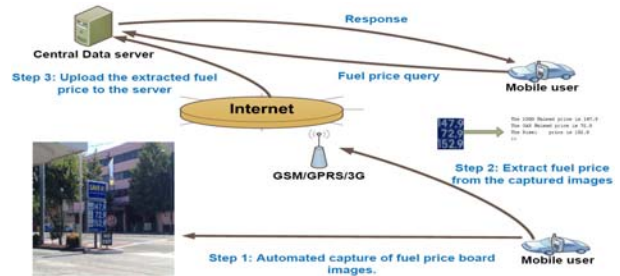 Response
Central Data server
Step 3: Upload the extracted fuel
price to the server
Fuel price query
Mobile user
Internet
47.9
72.9
152.9
GSM/GPRS/3G
Step 2: Extract fuel price
from the captured images
Step 1: Automated capture of fuel price board
images.
Mobile user